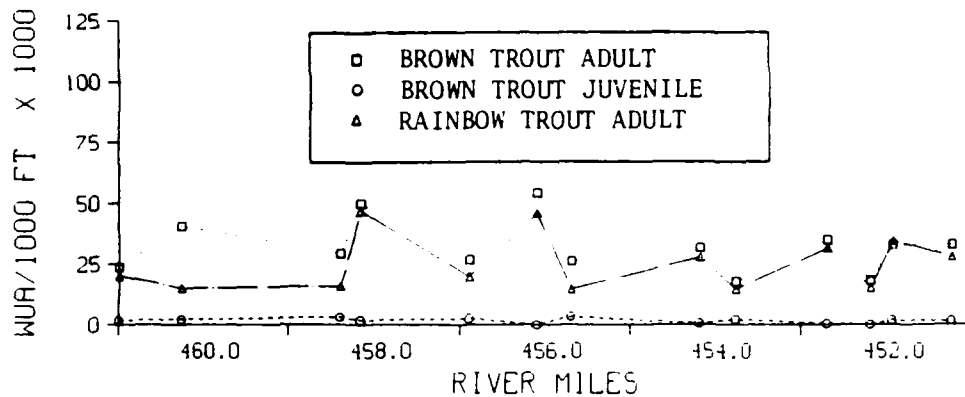 WUA/1000 FT X 1000
125
100
75
50
25
0
BROWN TROUT ADULT
BROWN TROUT JUVENILE
RAINBOW TROUT ADULT
460.0 458.0 456.0 454.0 452.0
RIVER MILES